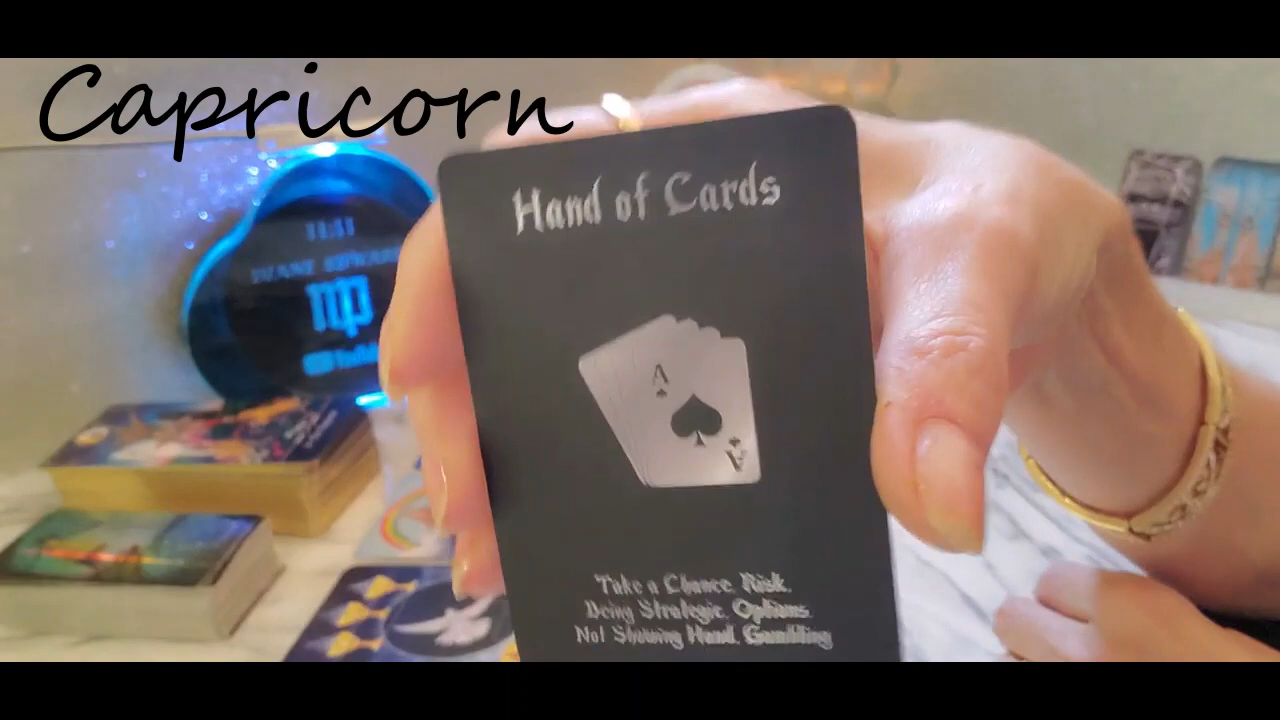 Capricorn
Hand of Cards
A
A
Take a Chance. Risk.
Being Strategic. Options.
Not Showing Hand. Gambling